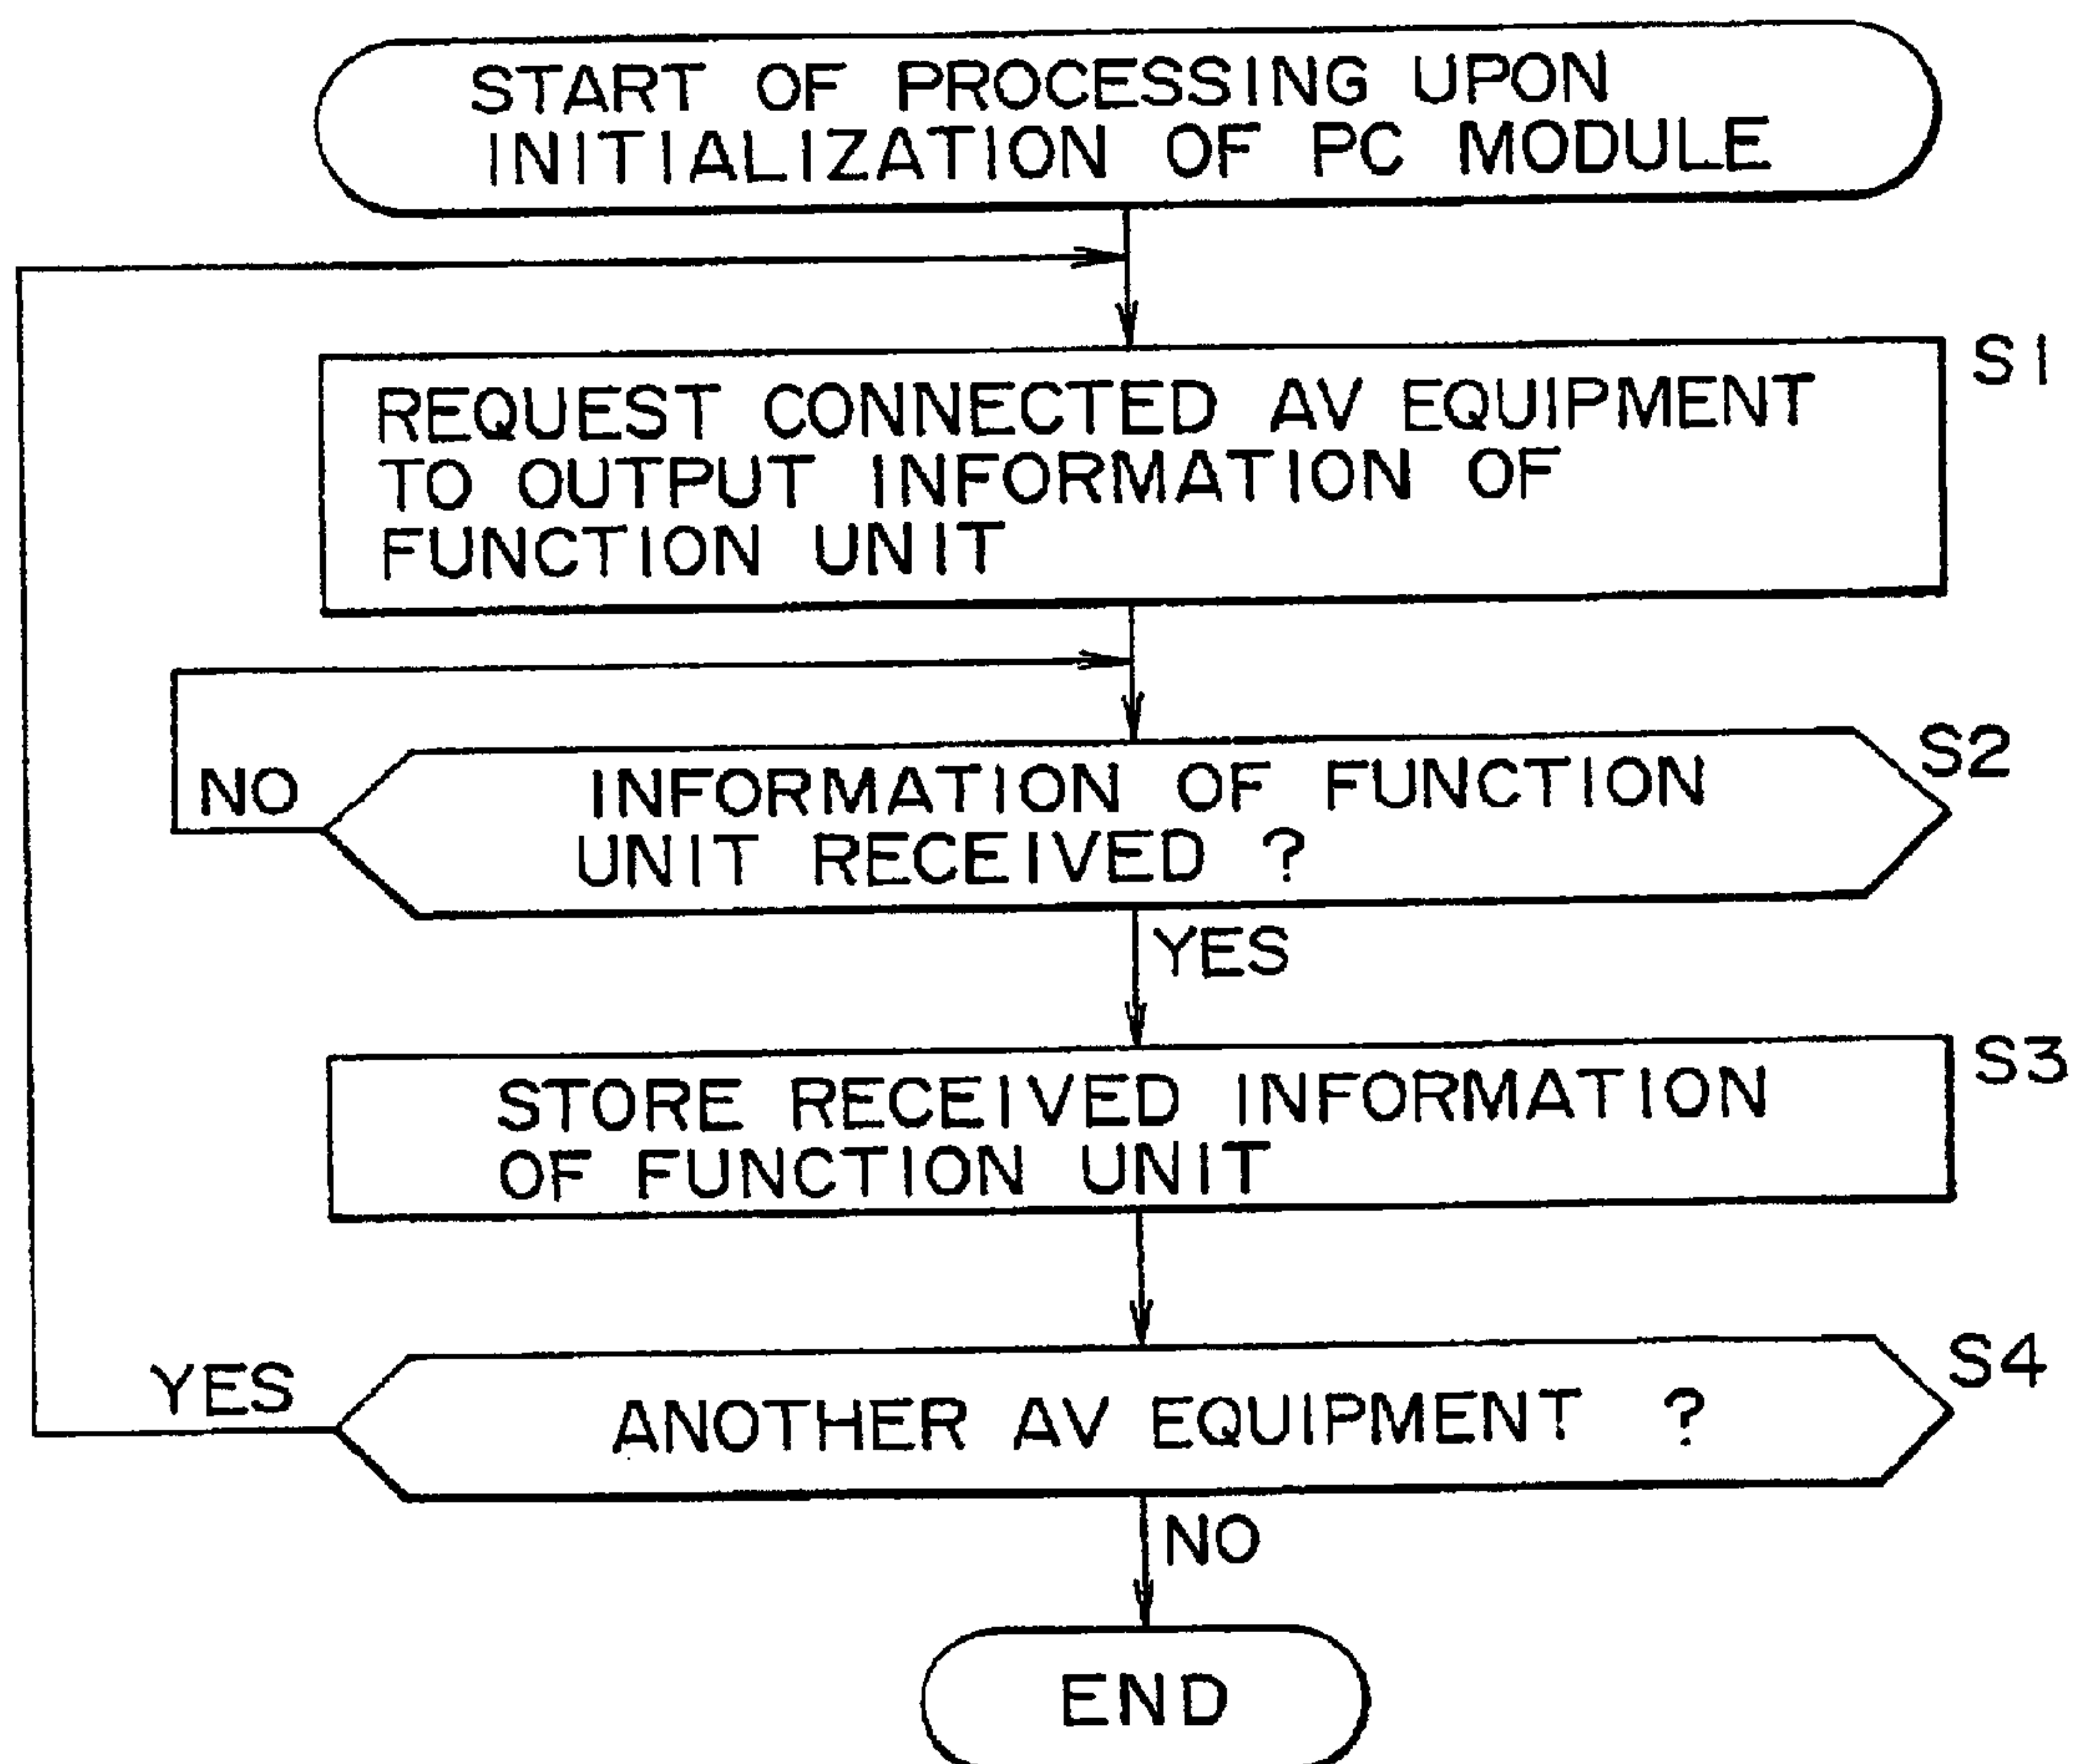 START OF PROCESSING UPON
INITIALIZATION OF PC MODULE
S1
REQUEST CONNECTED AV EQUIPMENT
TO OUTPUT INFORMATION OF
FUNCTION UNIT
S2
NO
INFORMATION OF FUNCTION
UNIT RECEIVED ?
YES
S3
STORE RECEIVED INFORMATION
OF FUNCTION UNIT
S4
YES
ANOTHER AV EQUIPMENT ?
NO
END